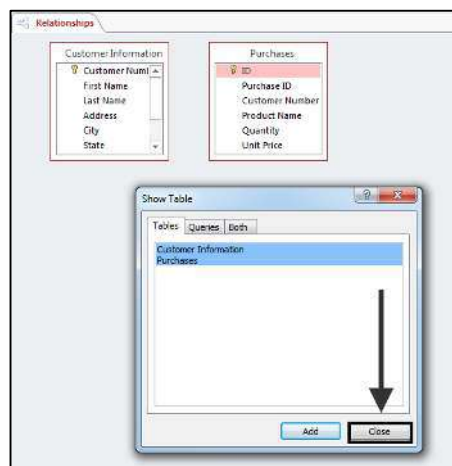 Relationships
Customer Information
Customer Numb
First Name
Last Name
Address
City
State
Purchases
ID
Purchase ID
Customer Number
Product Name
Quantity
Unit Price
Show Table
?
Tables Queries Both
Customer Information
Purchases
Add Close